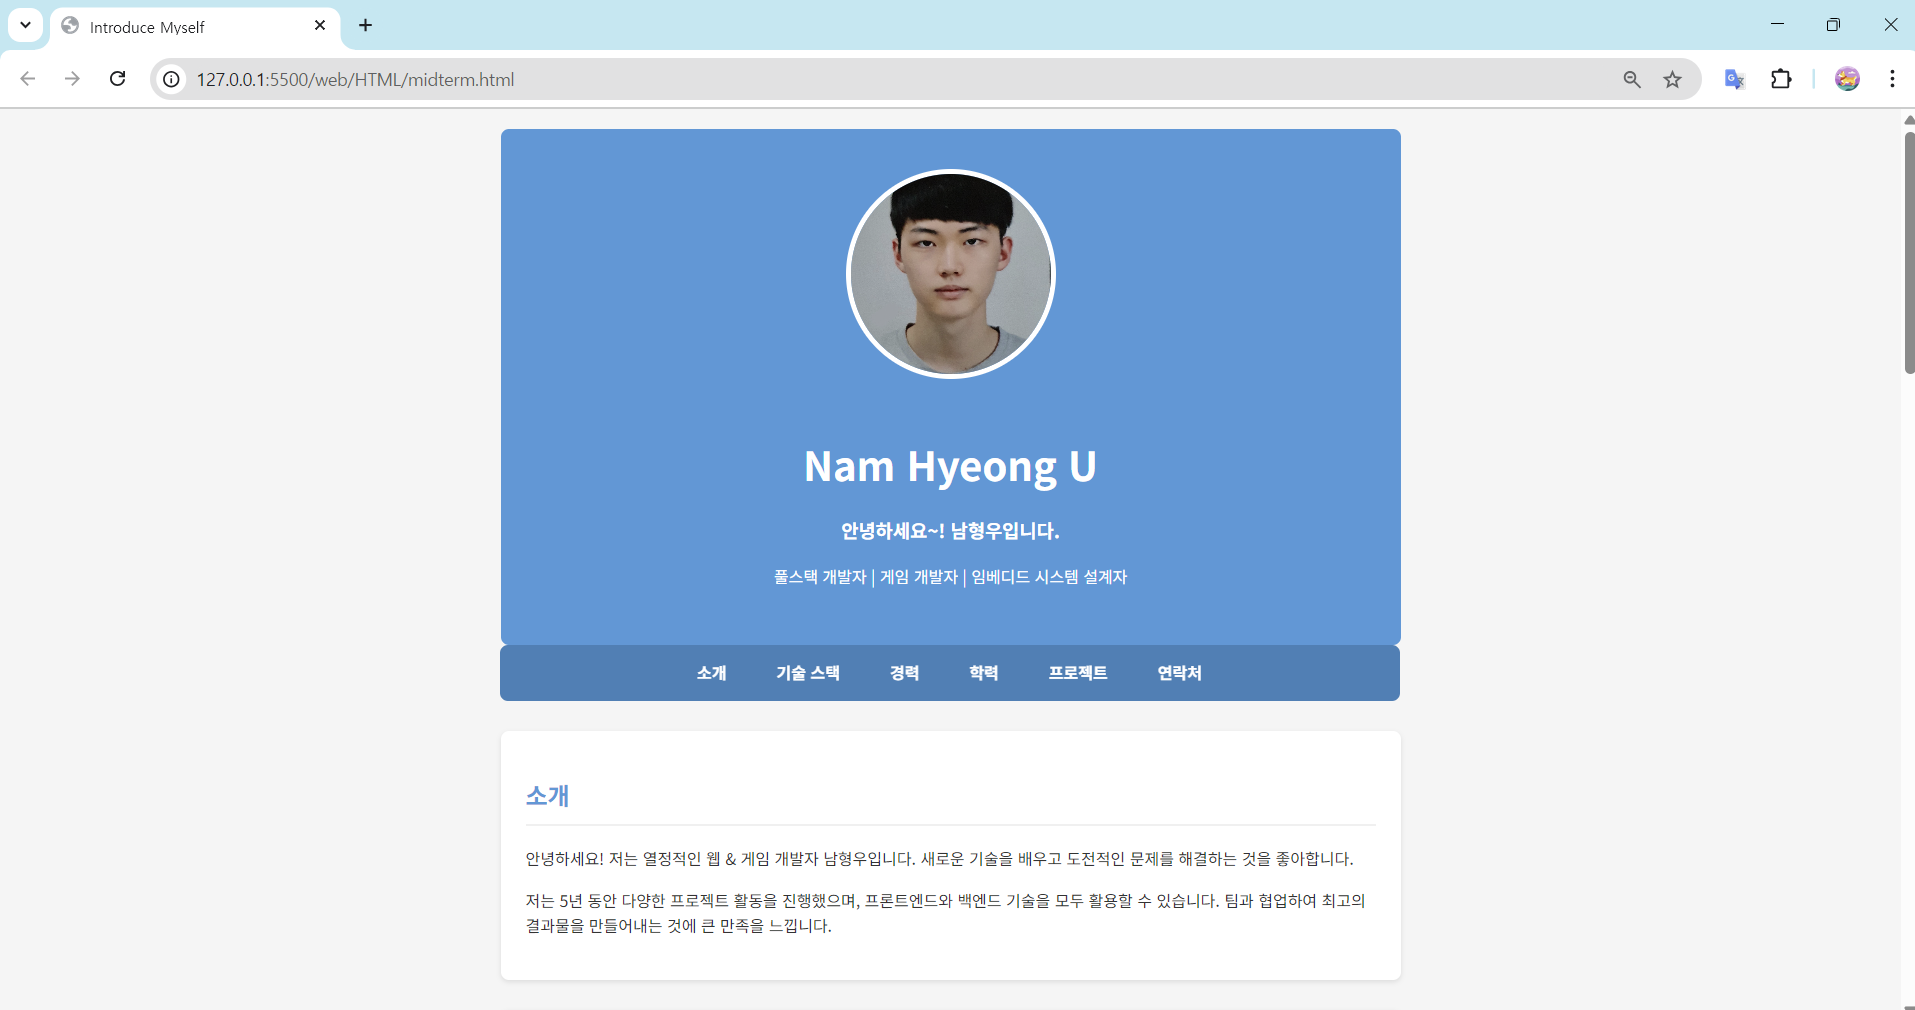 Introduce Myself
127.0.0.1:5500/web/HTML/midterm.html
Nam Hyeong U
안녕하세요~! 남형우입니다.
풀스택 개발자 | 게임 개발자 | 임베디드 시스템 설계자
소개 기술 스택 경력 학력 프로젝트 연락처
소개
안녕하세요! 저는 열정적인 웹 & 게임 개발자 남형우입니다. 새로운 기술을 배우고 도전적인 문제를 해결하는 것을 좋아합니다.
저는 5년 동안 다양한 프로젝트 활동을 진행했으며, 프론트엔드와 백엔드 기술을 모두 활용할 수 있습니다. 팀과 협업하여 최고의
결과물을 만들어내는 것에 큰 만족을 느낍니다.